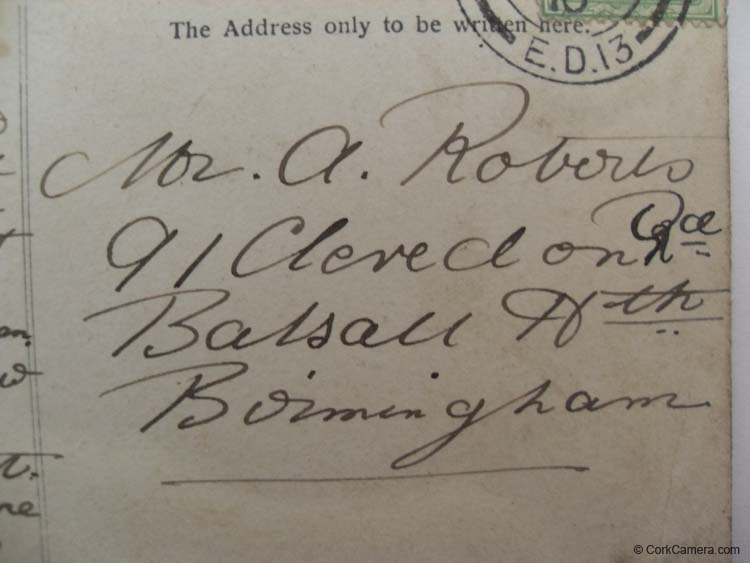 The Address only to be written here.
E.D.13
Mr. A. Roberts
91 Clevedon Rd
Balsall Hth
Birmingham
© CorkCamera.com